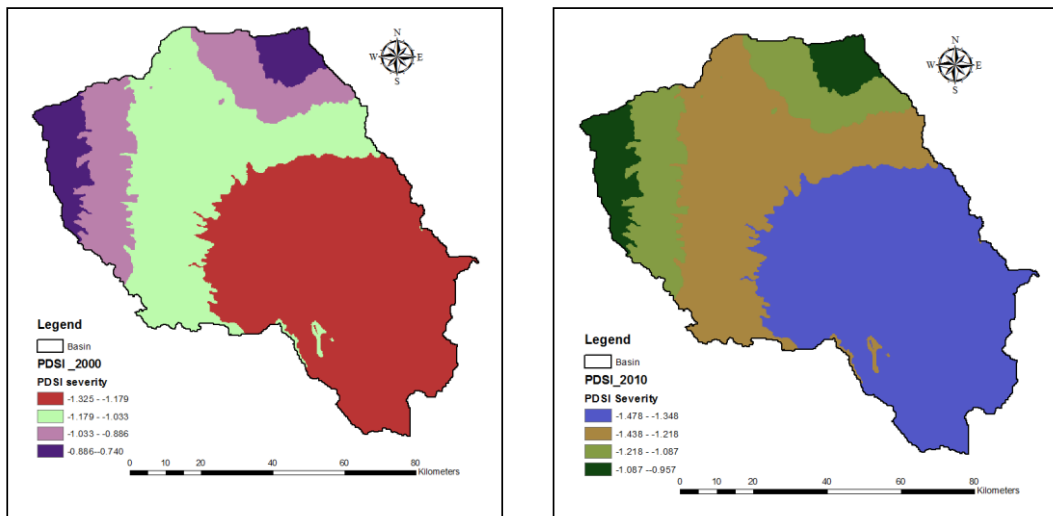 N
W E
S
Legend
Basin
PDSI _2000
PDSI severity
-1.325 - -1.179
-1.179 - -1.033
-1.033 - -0.886
-0.886--0.740
0 10 20 40 60 80
Kilometers
N
W E
S
Legend
Basin
PDSI_2010
PDSI Severity
-1.478 - -1.348
-1.438 - -1.218
-1.218 - -1.087
-1.087 --0.957
0 10 20 40 60 80
Kilometers